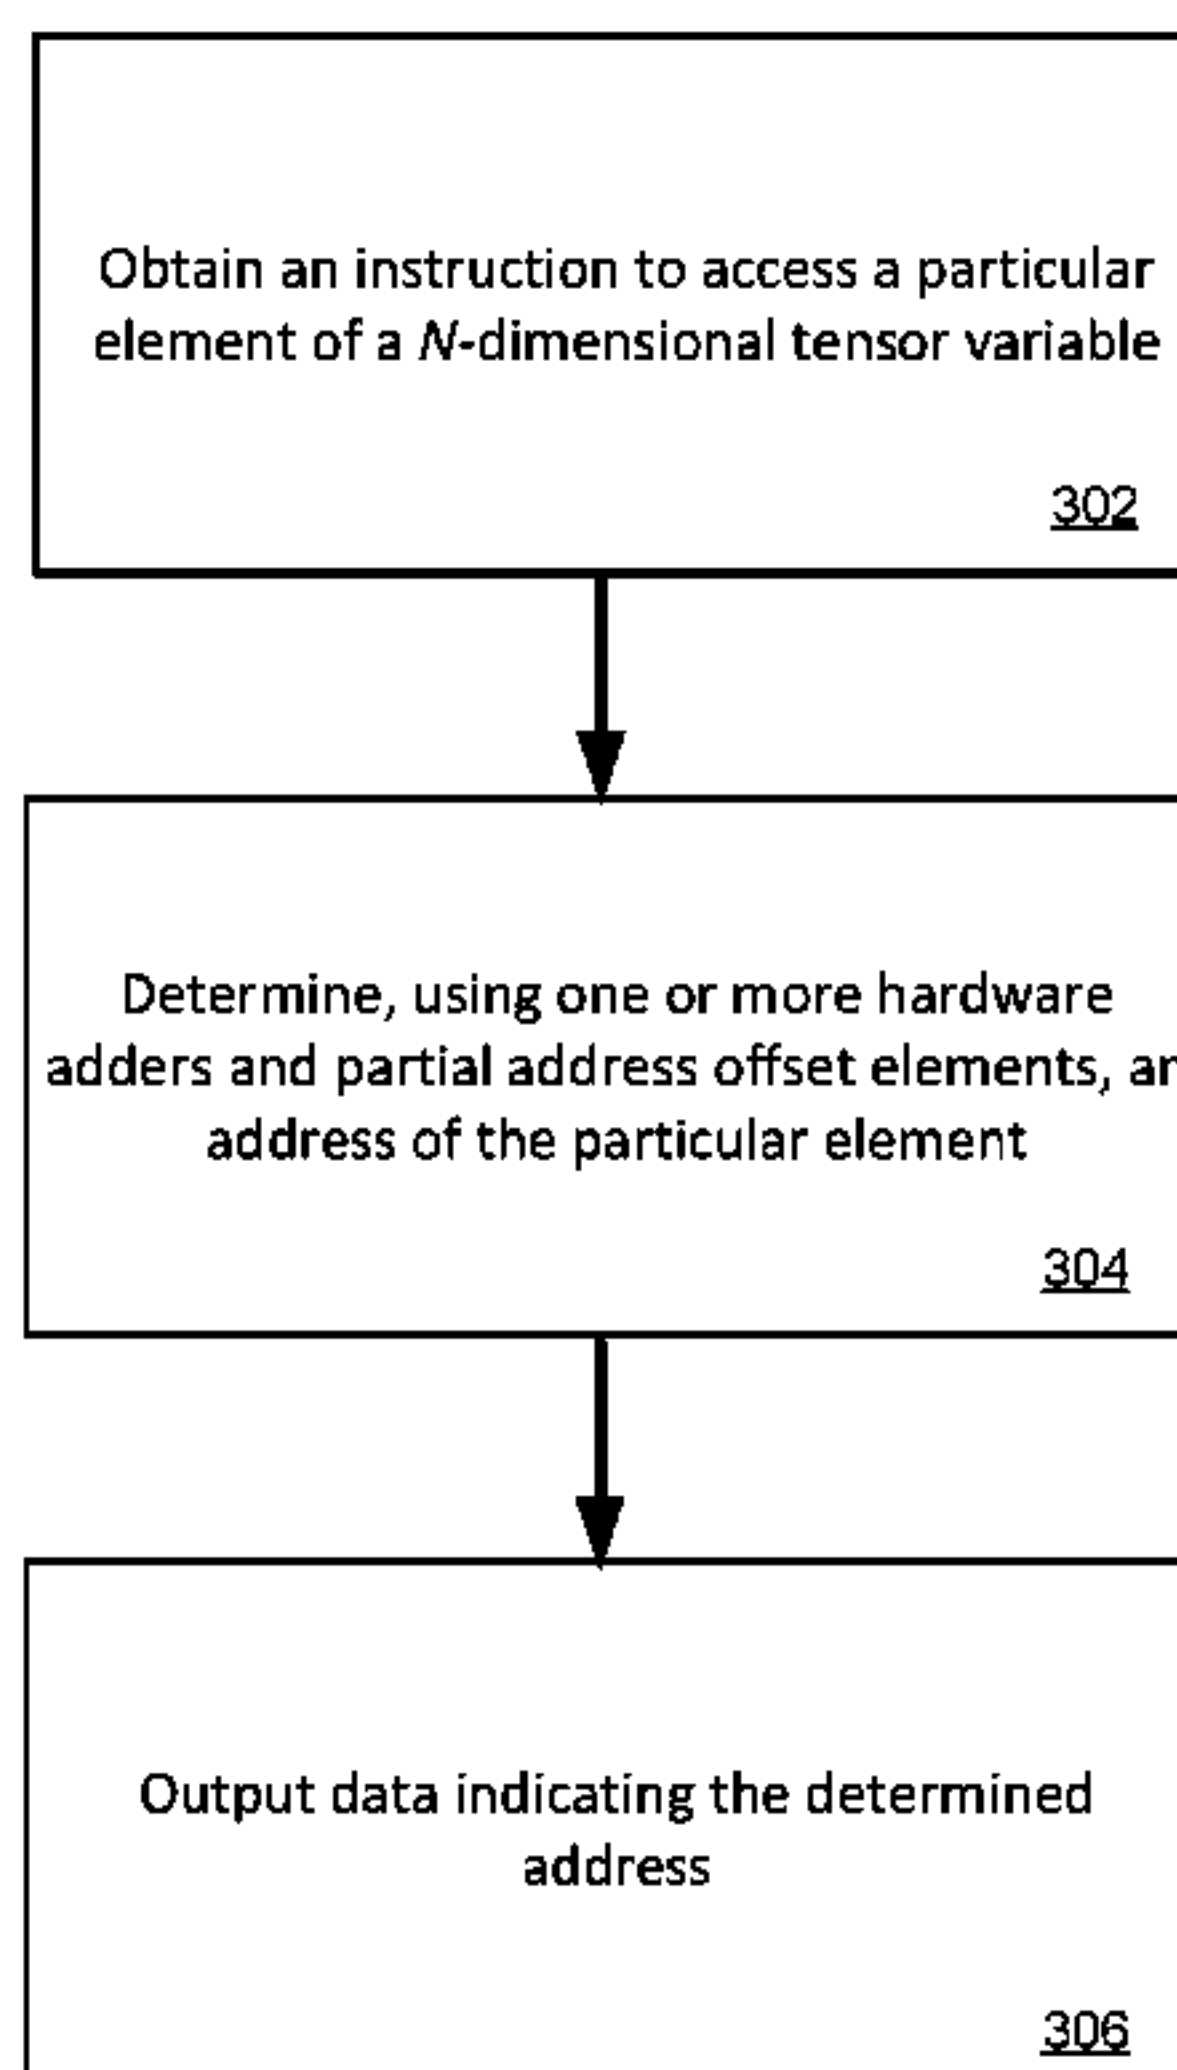 Obtain an instruction to access a particular
element of a N-dimensional tensor variable
302
Determine, using one or more hardware
adders and partial address offset elements, an
address of the particular element
304
Output data indicating the determined
address
306